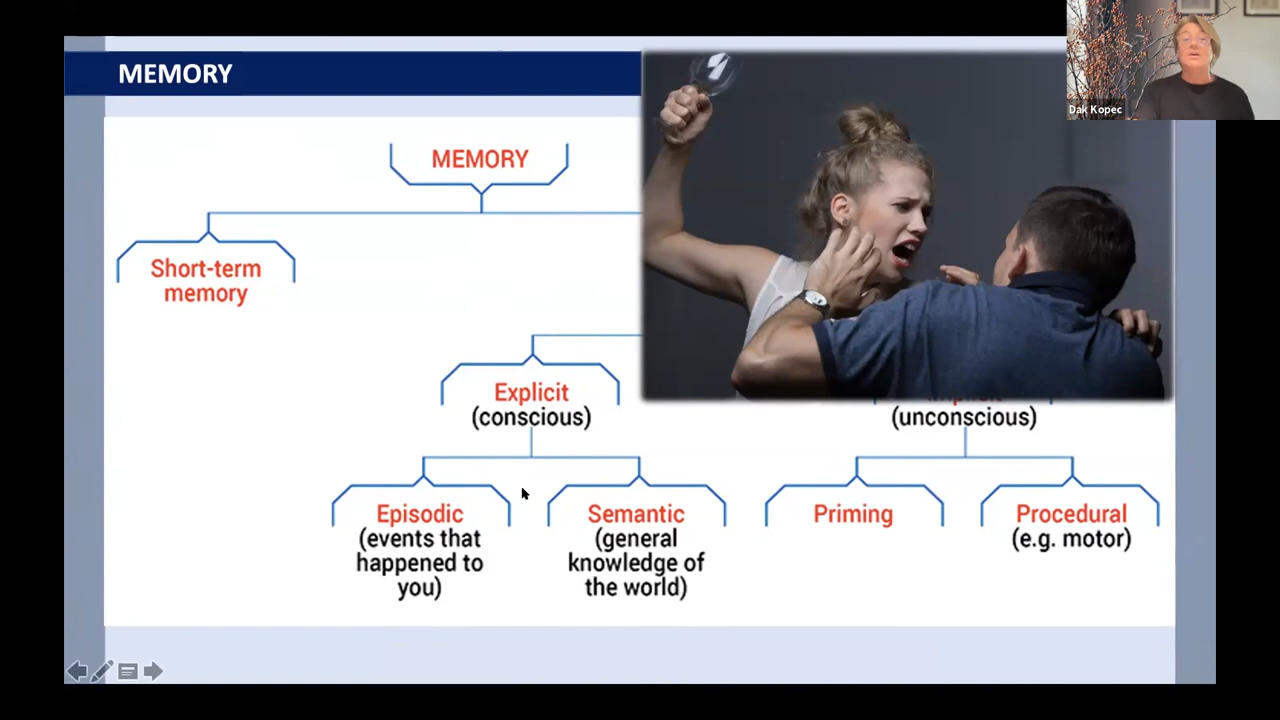 MEMORY
Dak Kopec
MEMORY
Short-term
memory
Explicit
(conscious)
(unconscious)
Episodic
(events that
happened to
you)
Semantic
(general
knowledge of
the world)
Priming
Procedural
(e.g. motor)